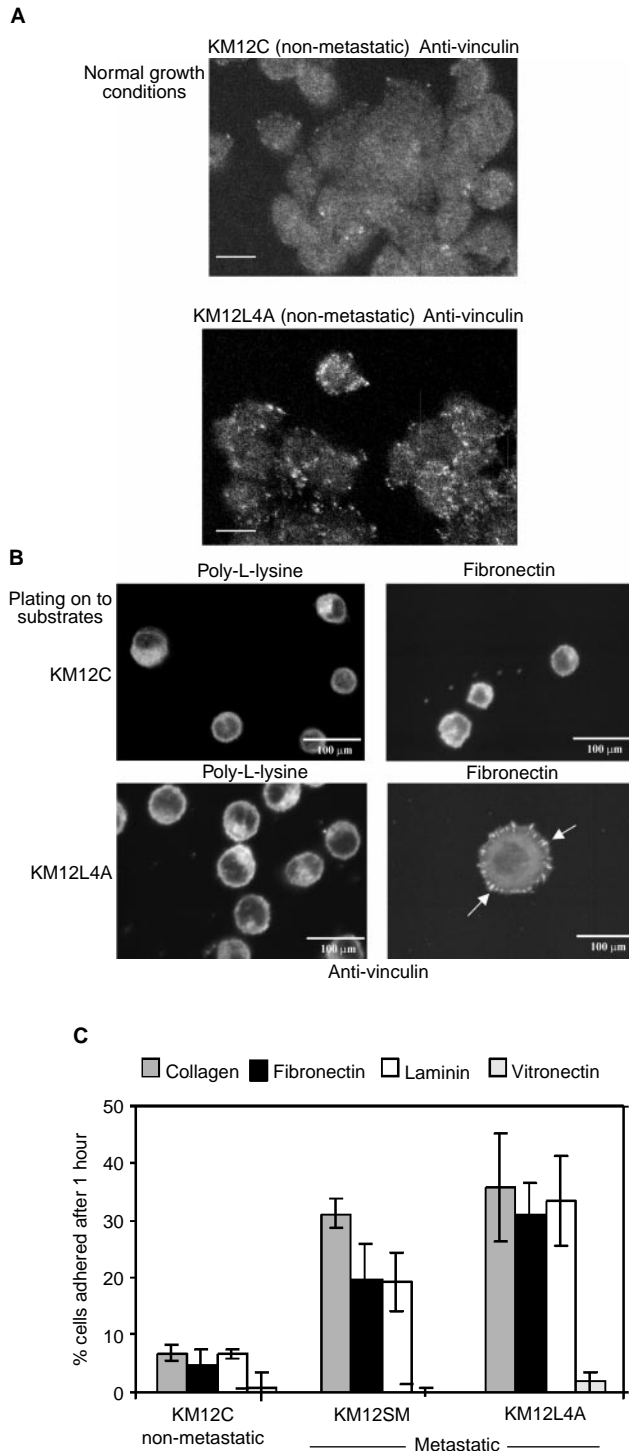 A
KM12C (non-metastatic) Anti-vinculin
Normal growth
conditions
KM12L4A (non-metastatic) Anti-vinculin
B
Poly-L-lysine Fibronectin
Plating on to
substrates
KM12C
100 µm 100 µm
Poly-L-lysine Fibronectin
KM12L4A
100 µm 100 µm
Anti-vinculin
C
Collagen Fibronectin Laminin Vitronectin
50
40
30
20
10
0
% cells adhered after 1 hour
KM12C KM12SM KM12L4A
non-metastatic Metastatic